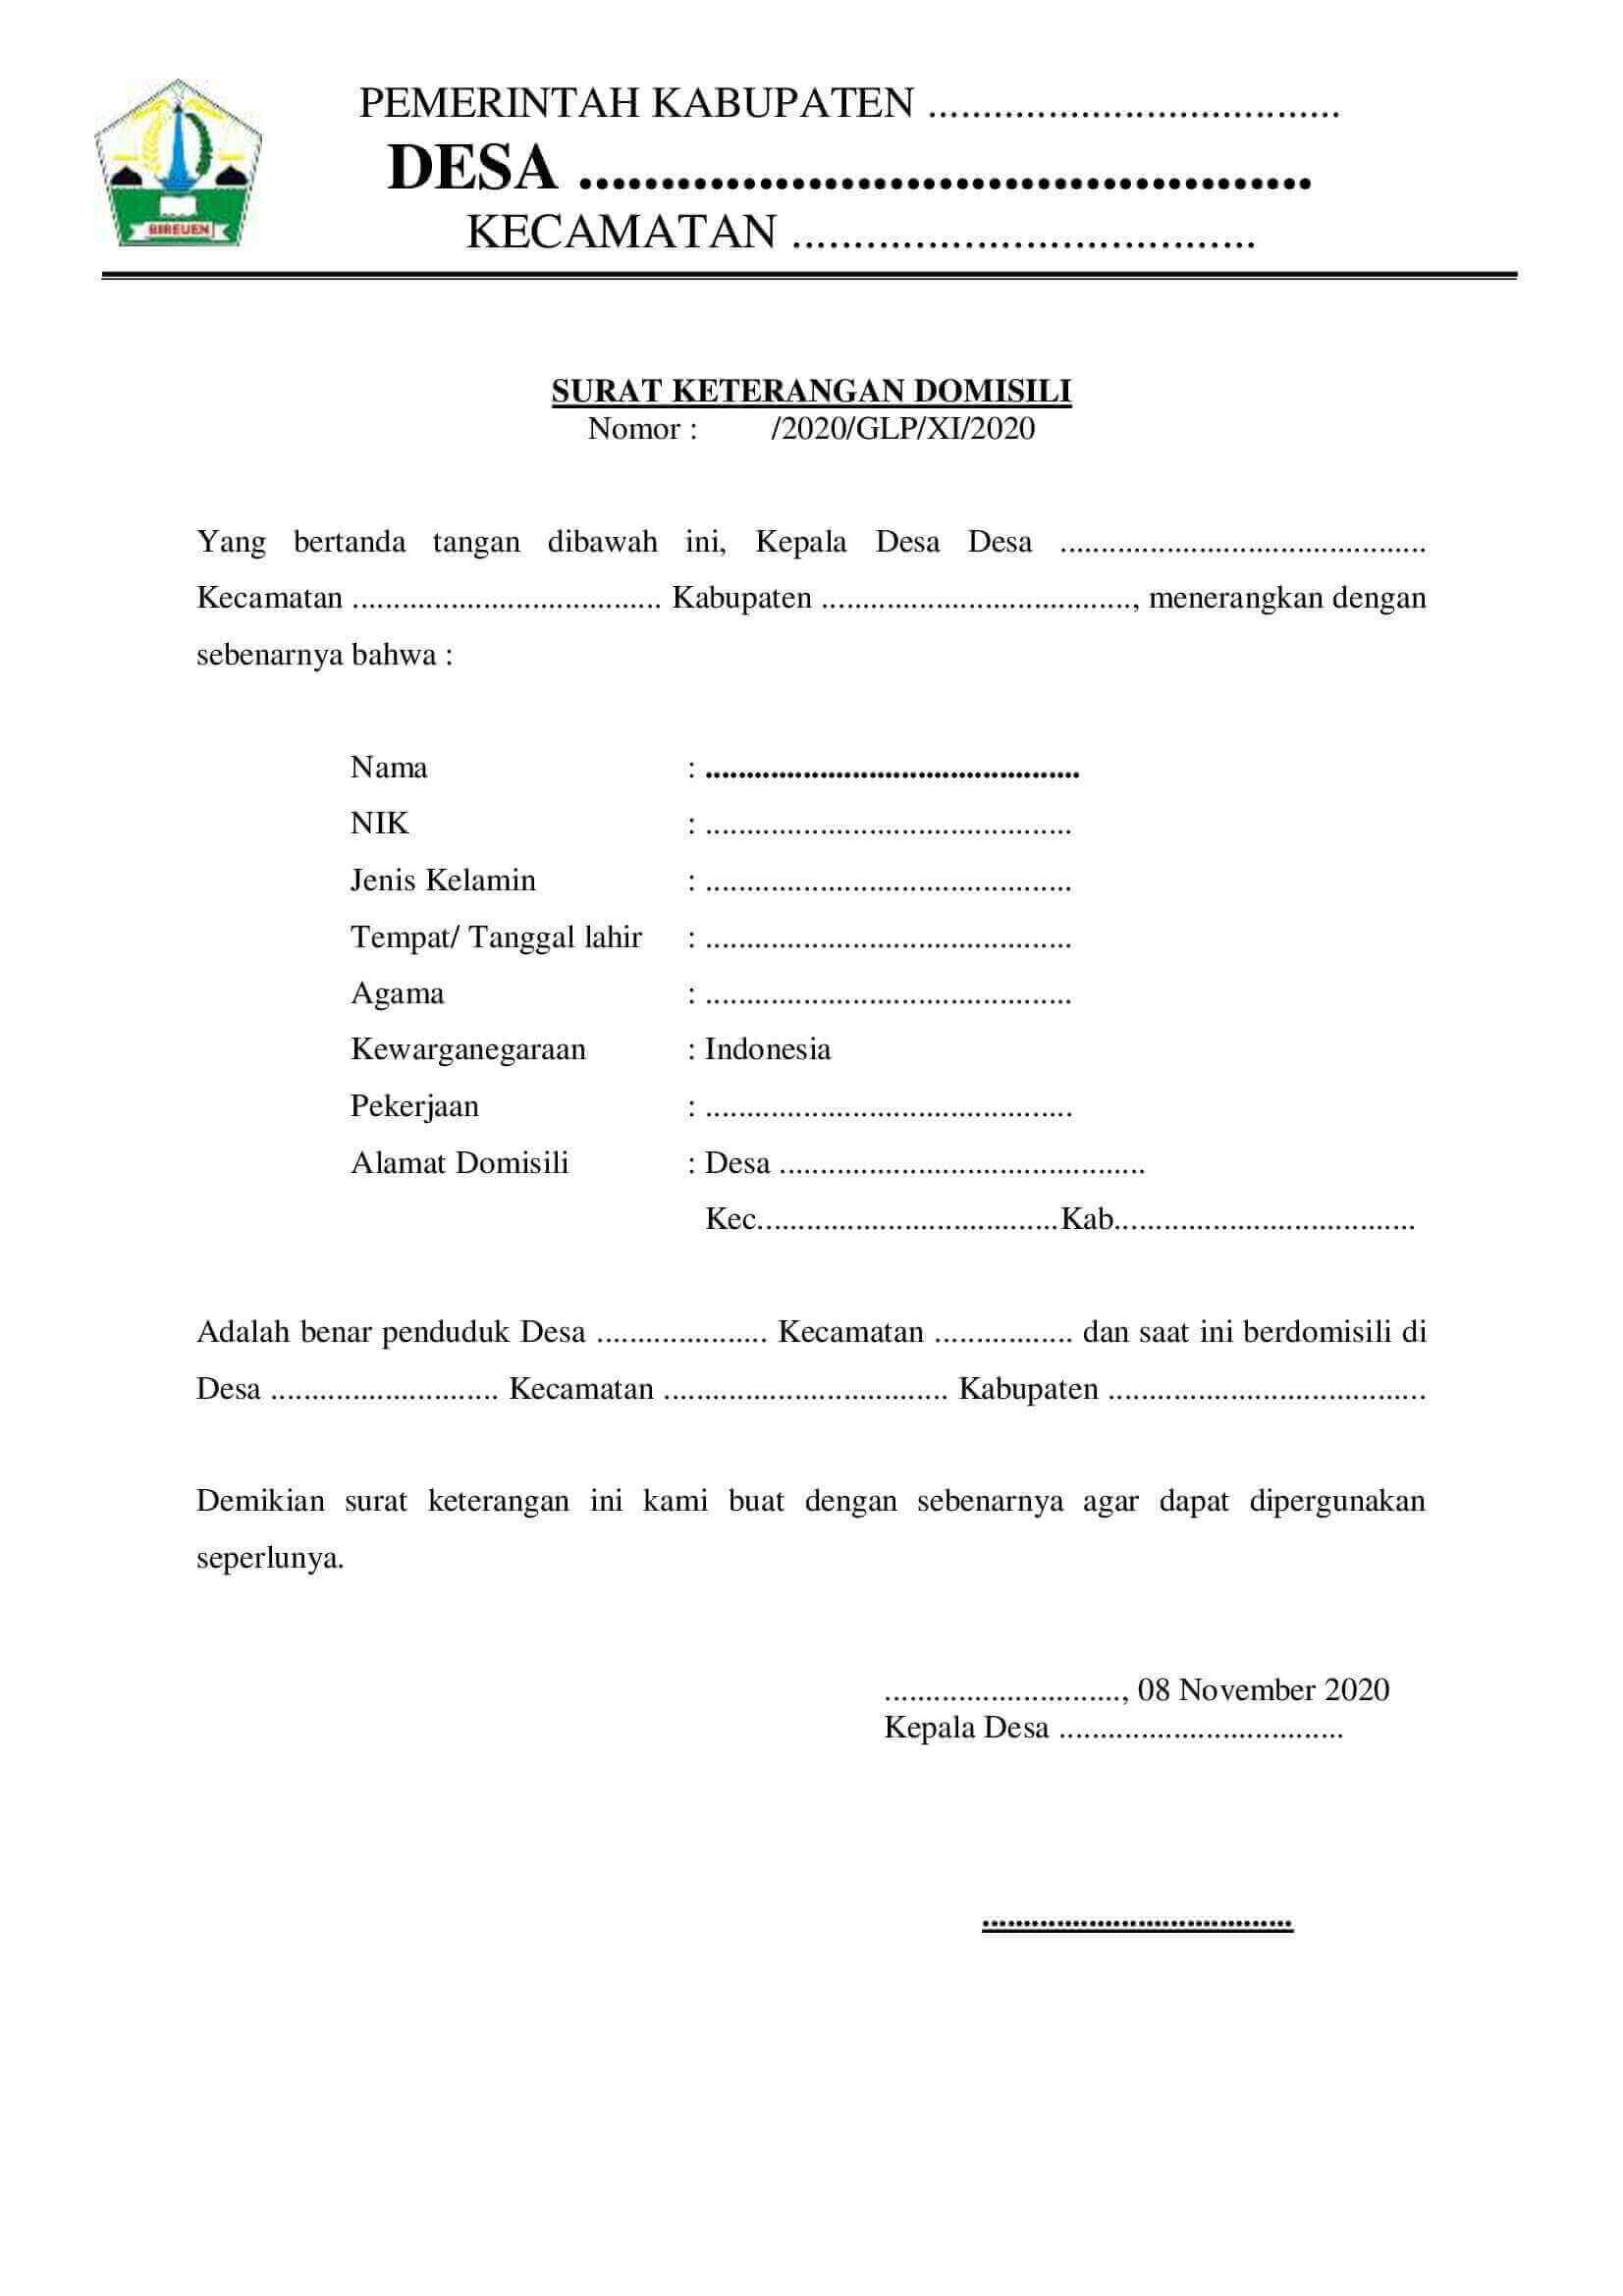 BIREUEN
PEMERINTAH KABUPATEN ......................................
DESA .............................................
KECAMATAN .....................................
SURAT KETERANGAN DOMISILI
Nomor : /2020/GLP/XI/2020
Yang bertanda tangan dibawah ini, Kepala Desa Desa .............................................
Kecamatan ...................................... Kabupaten ......................................, menerangkan dengan
sebenarnya bahwa :
Nama : .............................................
NIK : .............................................
Jenis Kelamin : .............................................
Tempat/ Tanggal lahir : .............................................
Agama : .............................................
Kewarganegaraan : Indonesia
Pekerjaan : .............................................
Alamat Domisili : Desa .............................................
Kec.....................................Kab.....................................
Adalah benar penduduk Desa ..................... Kecamatan ................. dan saat ini berdomisili di
Desa ............................ Kecamatan ................................... Kabupaten .......................................
Demikian surat keterangan ini kami buat dengan sebenarnya agar dapat dipergunakan
seperlunya.
............................., 08 November 2020
Kepala Desa ...................................
......................................